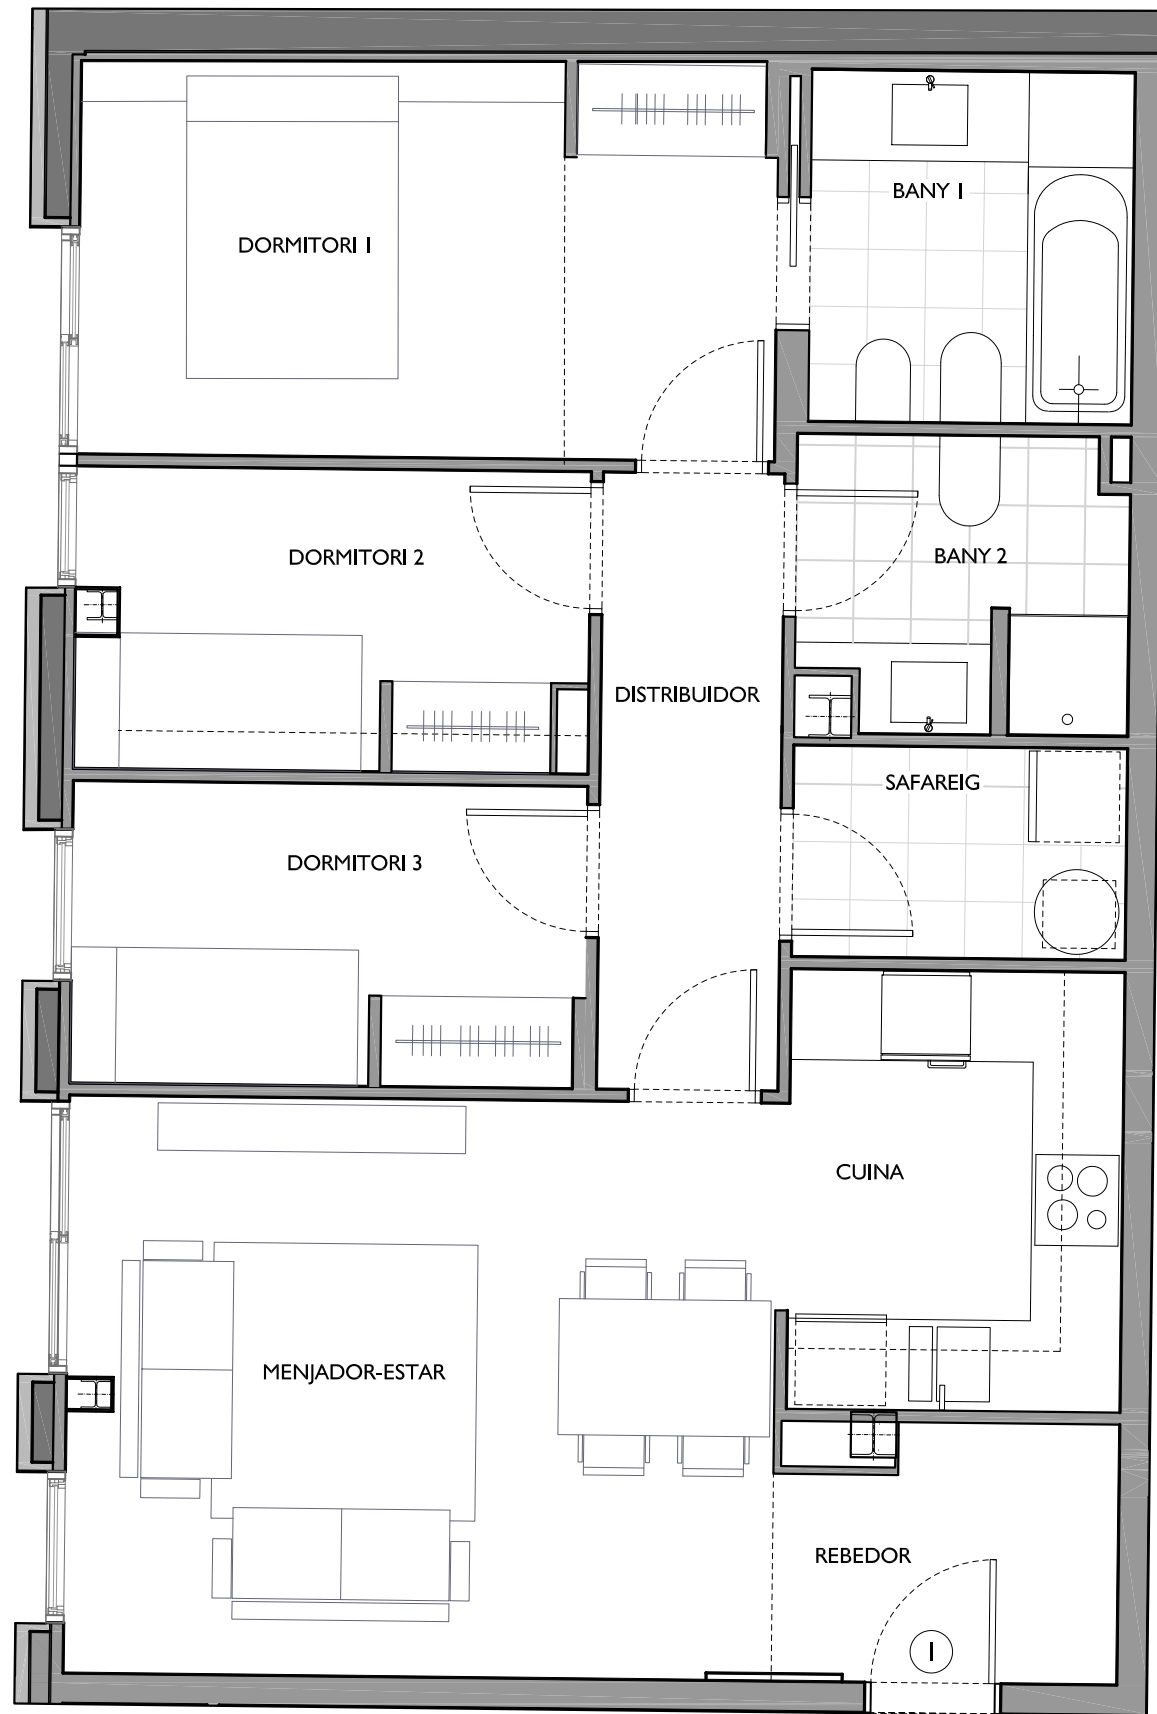 BANY 1
DORMITORI 1
DORMITORI 2
BANY 2
DISTRIBUIDOR
SAFAREIG
DORMITORI 3
CUINA
MENJADOR-ESTAR
REBEDOR
1